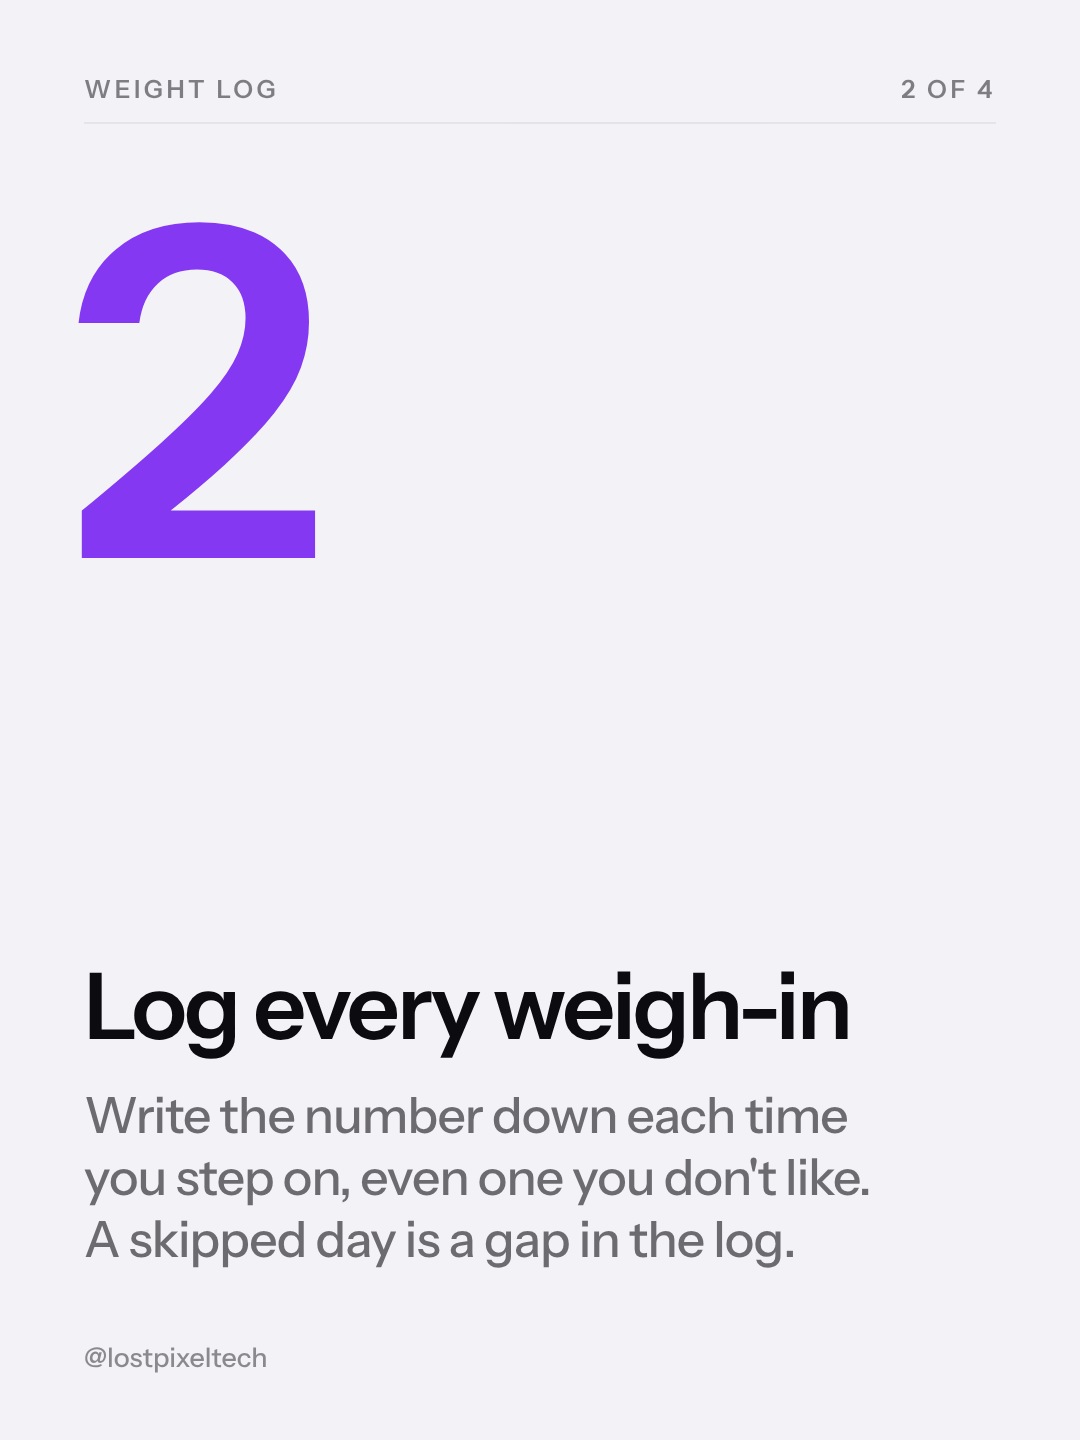 WEIGHT LOG
2 OF 4
2
Log every weigh-in
Write the number down each time
you step on, even one you don't like.
A skipped day is a gap in the log.
@lostpixeltech